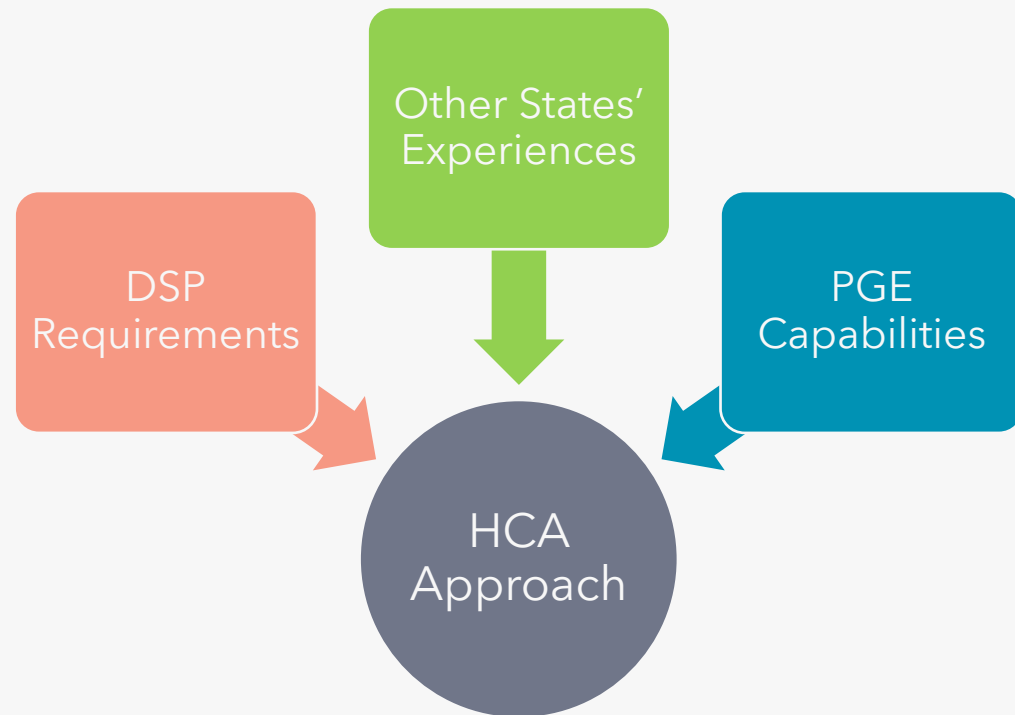 Other States’
Experiences
DSP
Requirements
PGE
Capabilities
HCA
Approach